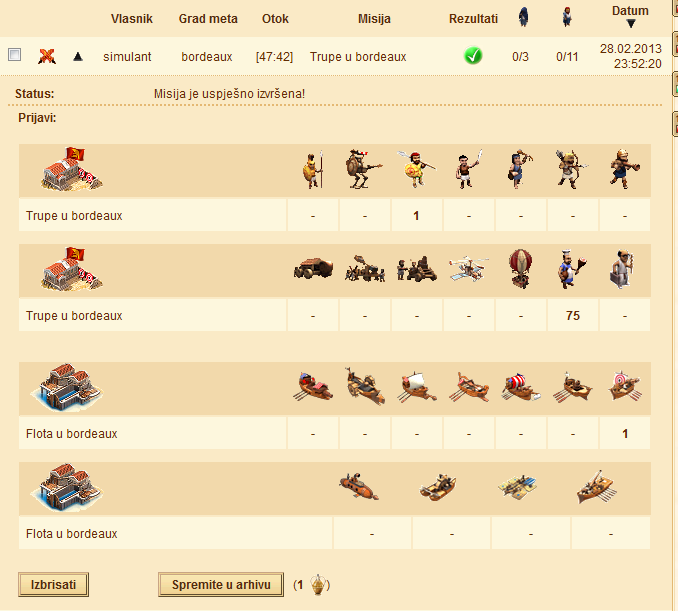 Vlasnik Grad meta Otok Misija Rezultati Datum
simulant bordeaux [47:42] Trupe u bordeaux 0/3 0/11 28.02.2013
23:52:20
Status: Misija je uspješno izvršena!
Prijavi:
Trupe u bordeaux - - 1 - - - -
Trupe u bordeaux - - - - - 75 -
Flota u bordeaux - - - - - - 1
Flota u bordeaux - - - -
Izbrisati Spremite u arhivu (1 )